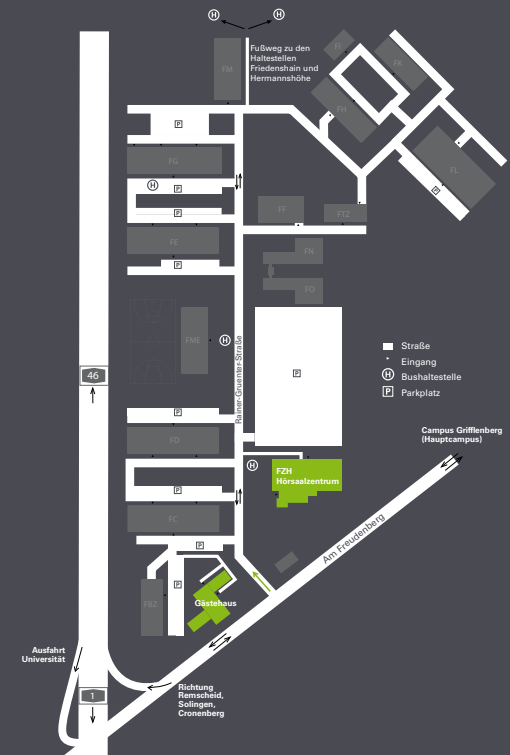 H
H
Fußweg zu den
Haltestellen
Friedenshain und
Hermannshöhe
FM
FI
FK
FH
P
FG
H
P
FL
P
P
FF
FTZ
FE
P
FN
FO
FME
H
Rainer-Gruenter-Straße
P
Straße
Eingang
H Bushaltestelle
P Parkplatz
46
P
FD
Campus Grifflenberg
(Hauptcampus)
H
FZH
Hörsaalzentrum
P
FC
Am Freudenberg
P
P
FBZ
Gästehaus
Ausfahrt
Universität
1
Richtung
Remscheid,
Solingen,
Cronenberg